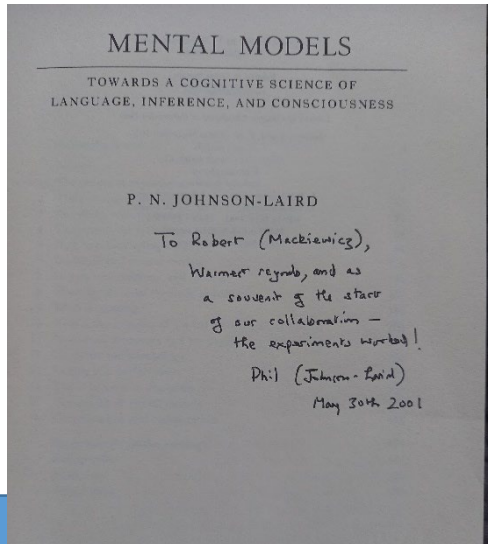 MENTAL MODELS
TOWARDS A COGNITIVE SCIENCE OF
LANGUAGE, INFERENCE, AND CONSCIOUSNESS
P. N. JOHNSON-LAIRD
To Robert (Mackiewicz),
Warmest regards, and as
a souvenir of the start
of our collaboration –
the experiments worked!
Phil (Johnson-Laird)
May 30th 2001